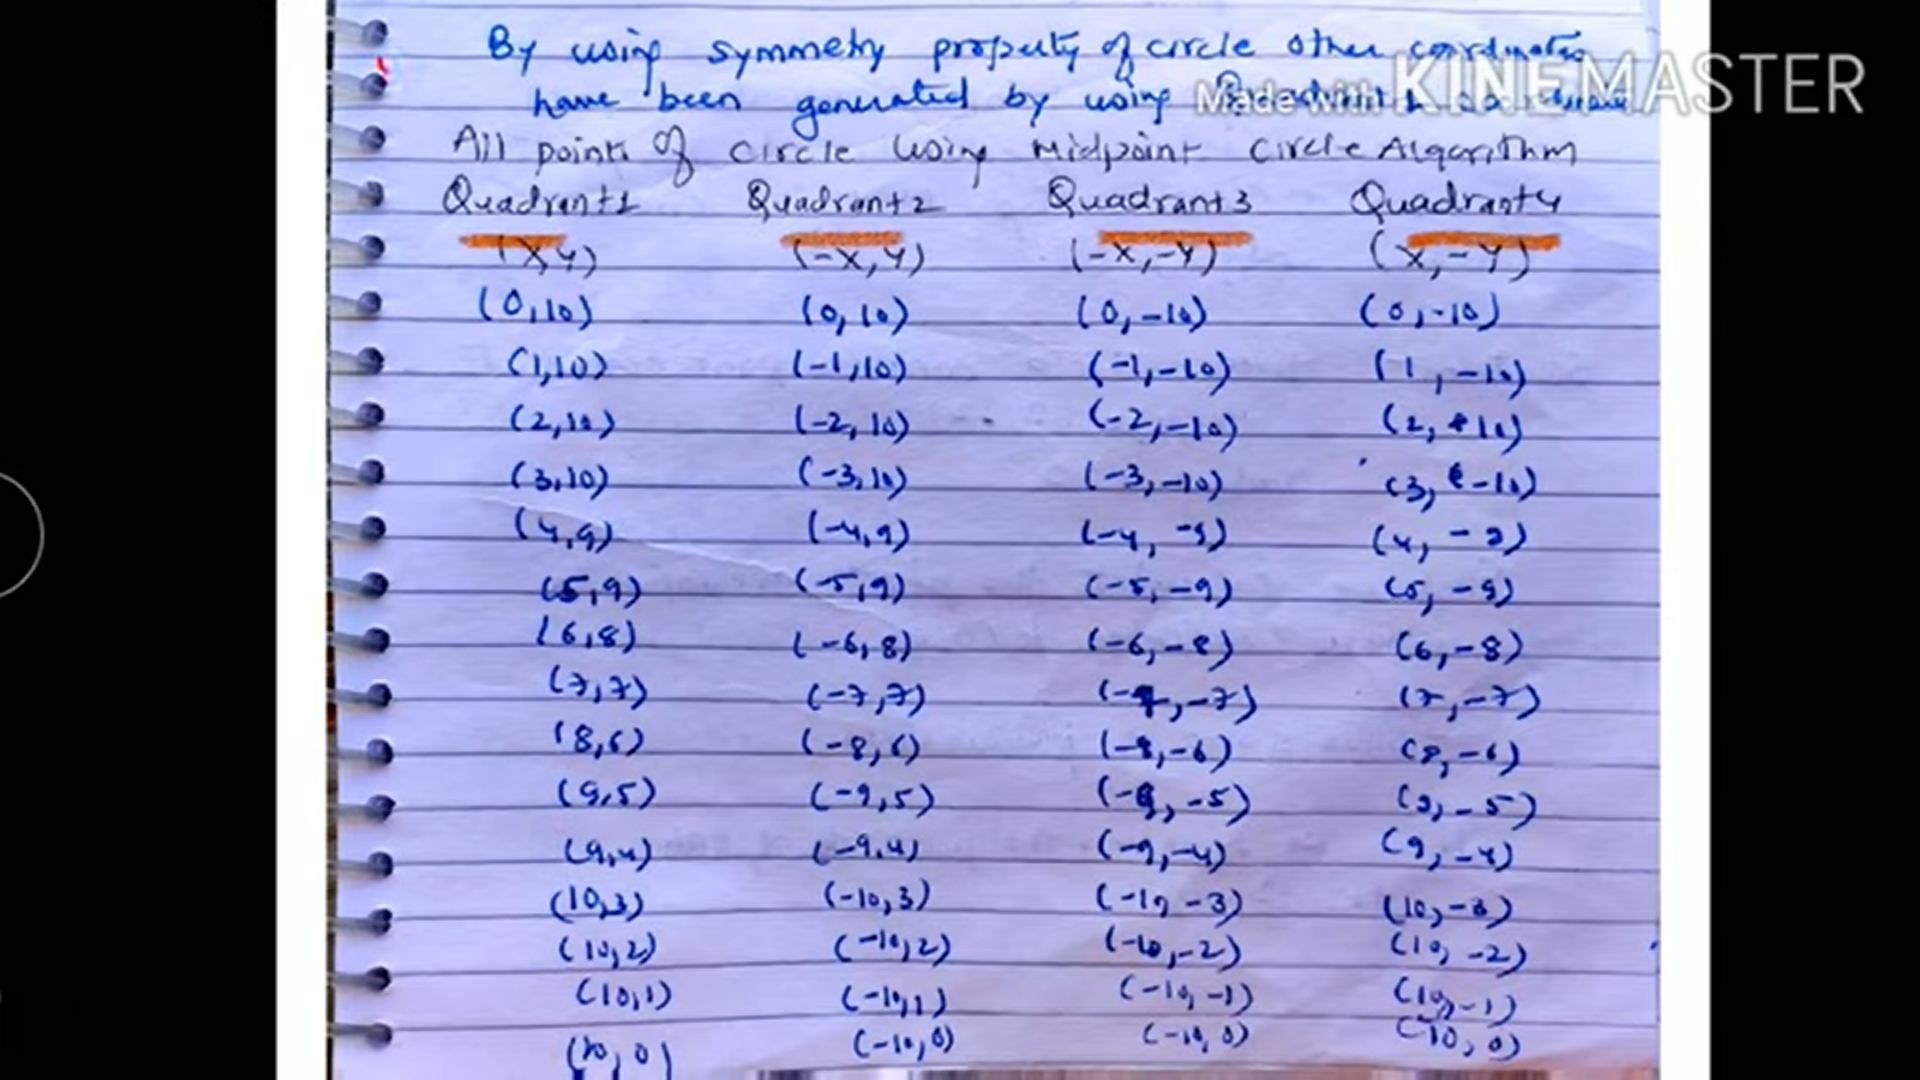 By using symmetry property of circle other coordinates
have been generated by using Quadrant 1 coordinate
Made with KINEMASTER
All points of circle using Midpoint circle Algorithm
Quadrant1 Quadrant2 Quadrant3 Quadrant4
(X,Y) (-X,Y) (-X,-Y) (X,-Y)
(0,10) (0,10) (0,-10) (0,-10)
(1,10) (-1,10) (-1,-10) (1,-10)
(2,10) (-2,10) (-2,-10) (2,-10)
(3,10) (-3,10) (-3,-10) (3,-10)
(4,9) (-4,9) (-4,-9) (4,-9)
(5,9) (-5,9) (-5,-9) (5,-9)
(6,8) (-6,8) (-6,-8) (6,-8)
(7,7) (-7,7) (-7,-7) (7,-7)
(8,6) (-8,6) (-8,-6) (8,-6)
(9,5) (-9,5) (-9,-5) (9,-5)
(9,4) (-9,4) (-9,-4) (9,-4)
(10,3) (-10,3) (-10,-3) (10,-3)
(10,2) (-10,2) (-10,-2) (10,-2)
(10,1) (-10,1) (-10,-1) (10,-1)
(10,0) (-10,0) (-10,0) (10,0)